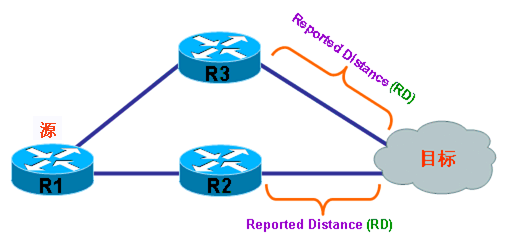 Reported Distance (RD)
R3
源
目标
R1
R2
Reported Distance (RD)